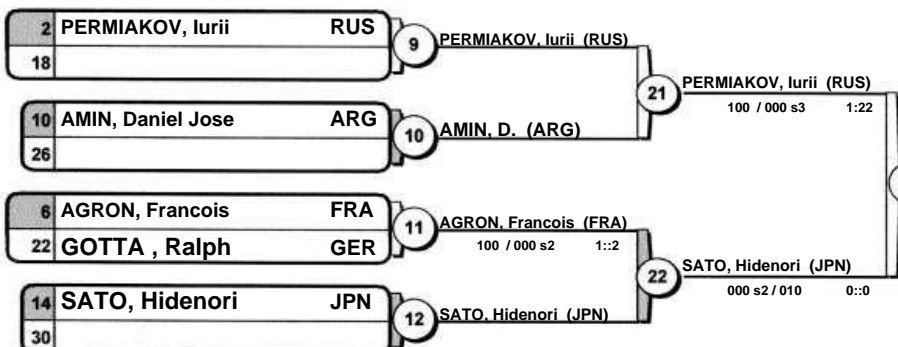 2 PERMIAKOV, Iurii RUS
18
9
PERMIAKOV, Iurii (RUS)
10 AMIN, Daniel Jose ARG
26
10
AMIN, D. (ARG)
21
PERMIAKOV, Iurii (RUS)
100 / 000 s3 1:22
6 AGRON, Francois FRA
22 GOTTA , Ralph GER
11
AGRON, Francois (FRA)
100 / 000 s2 1::2
14 SATO, Hidenori JPN
30
12
SATO, Hidenori (JPN)
22
SATO, Hidenori (JPN)
000 s2 / 010 0::0